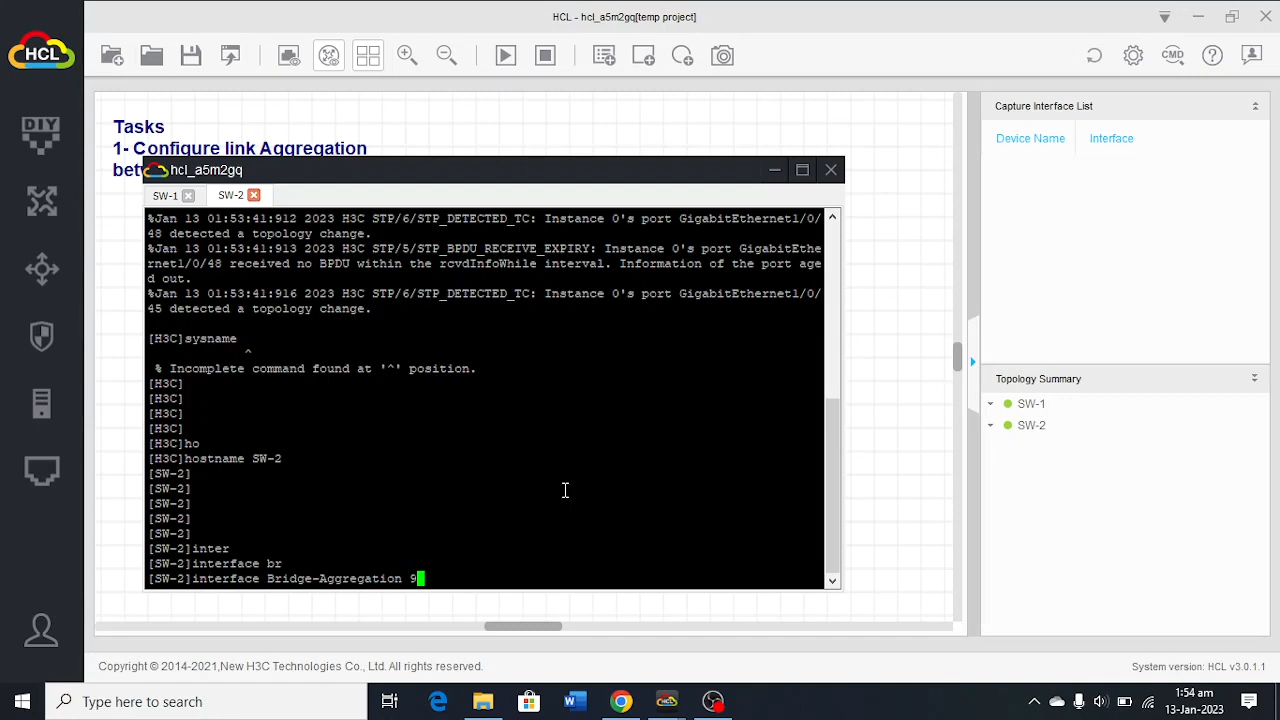 HCL - hcl_a5m2gq[temp project]
HCL
CMD
DIY
Tasks
1- Configure link Aggregation
bet
hcl_a5m2gq
SW-1
SW-2
%Jan 13 01:53:41:912 2023 H3C STP/6/STP_DETECTED_TC: Instance 0's port GigabitEthernet1/0/
48 detected a topology change.
%Jan 13 01:53:41:913 2023 H3C STP/5/STP_BPDU_RECEIVE_EXPIRY: Instance 0's port GigabitEthe
rnet1/0/48 received no BPDU within the rcvdInfoWhile interval. Information of the port age
d out.
%Jan 13 01:53:41:916 2023 H3C STP/6/STP_DETECTED_TC: Instance 0's port GigabitEthernet1/0/
45 detected a topology change.
[H3C]sysname
^
% Incomplete command found at '^' position.
[H3C]
[H3C]
[H3C]
[H3C]
[H3C]ho
[H3C]hostname SW-2
[SW-2]
[SW-2]
[SW-2]
[SW-2]
[SW-2]
[SW-2]inter
[SW-2]interface br
[SW-2]interface Bridge-Aggregation 9
Capture Interface List
Device Name
Interface
Topology Summary
SW-1
SW-2
Copyright © 2014-2021,New H3C Technologies Co., Ltd. All rights reserved.
System version: HCL v3.0.1.1
Type here to search
1:54 am
13-Jan-2023